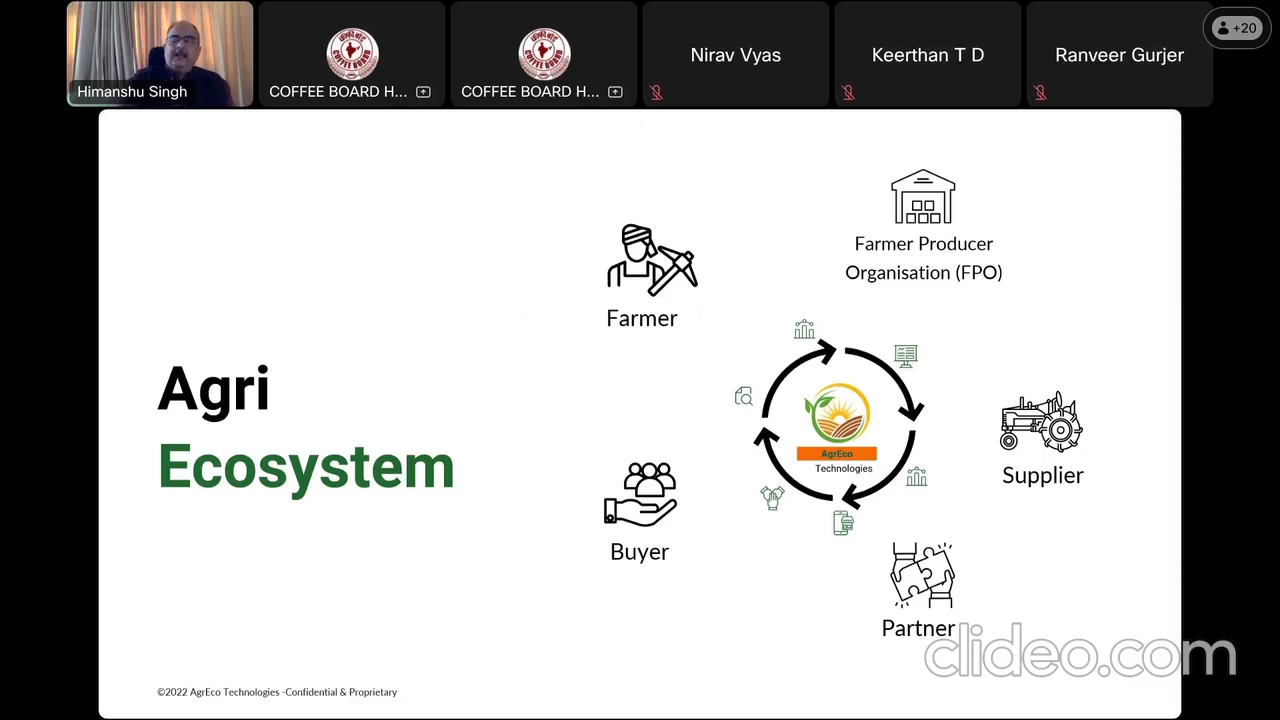 Himanshu Singh
COFFEE BOARD H...
COFFEE BOARD H...
Nirav Vyas
Keerthan T D
Ranveer Gurjer
+20
Farmer Producer
Organisation (FPO)
Farmer
Agri
Ecosystem
AgrEco
Technologies
Supplier
Buyer
Partner
clideo.com
©2022 AgrEco Technologies -Confidential & Proprietary